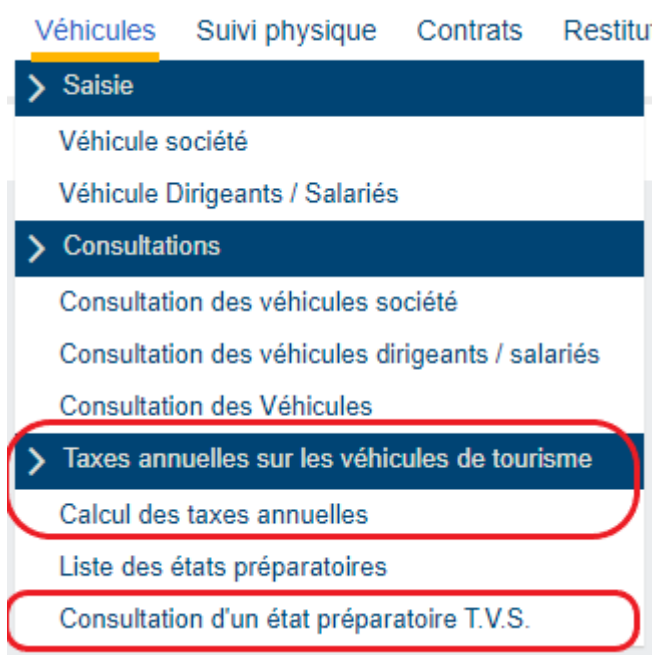 Véhicules Suivi physique Contrats Restitu
Saisie
Véhicule société
Véhicule Dirigeants / Salariés
Consultations
Consultation des véhicules société
Consultation des véhicules dirigeants / salariés
Consultation des Véhicules
Taxes annuelles sur les véhicules de tourisme
Calcul des taxes annuelles
Liste des états préparatoires
Consultation d'un état préparatoire T.V.S.